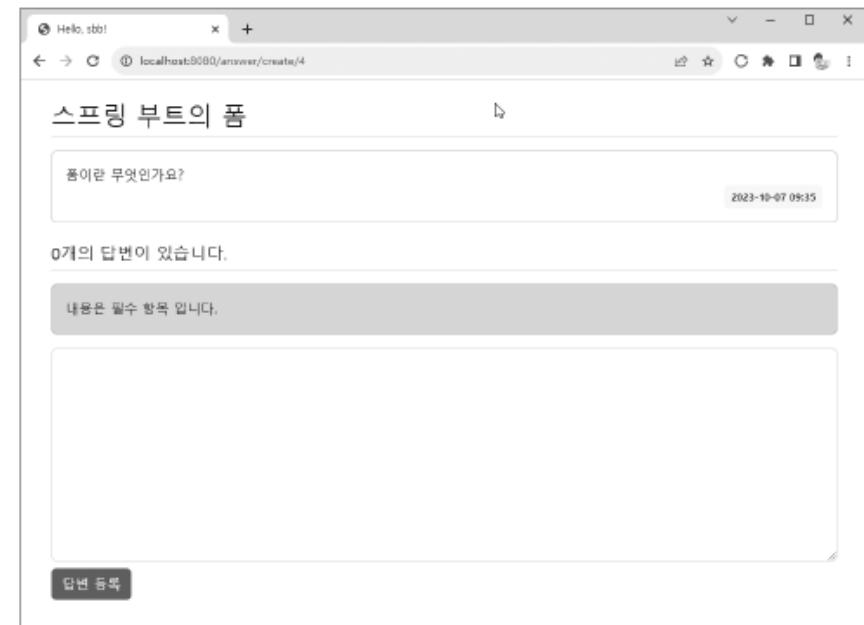 Hello, sbb!
localhost:8080/answer/create/4
스프링 부트의 폼
폼이란 무엇인가요?
2023-10-07 09:35
0개의 답변이 있습니다.
내용은 필수 항목 입니다.
답변 등록